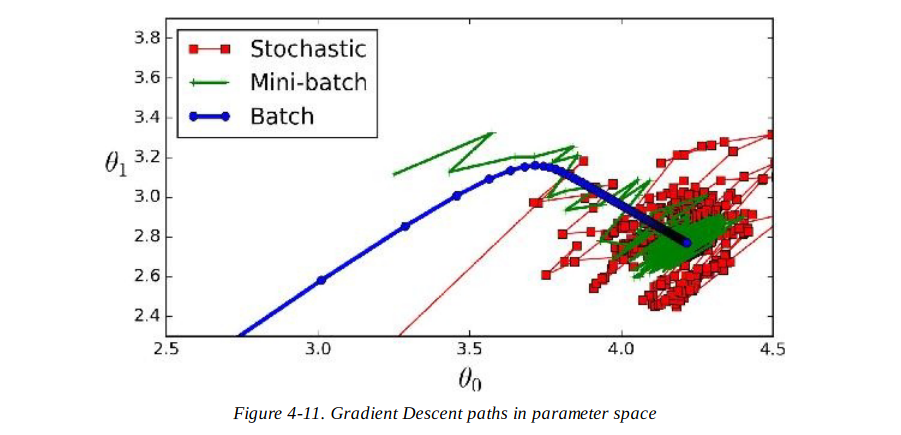 3.8
3.6
3.4
3.2
3.0
2.8
2.6
2.4
θ1
Stochastic
Mini-batch
Batch
2.5 3.0 3.5 4.0 4.5
θ0
Figure 4-11. Gradient Descent paths in parameter space